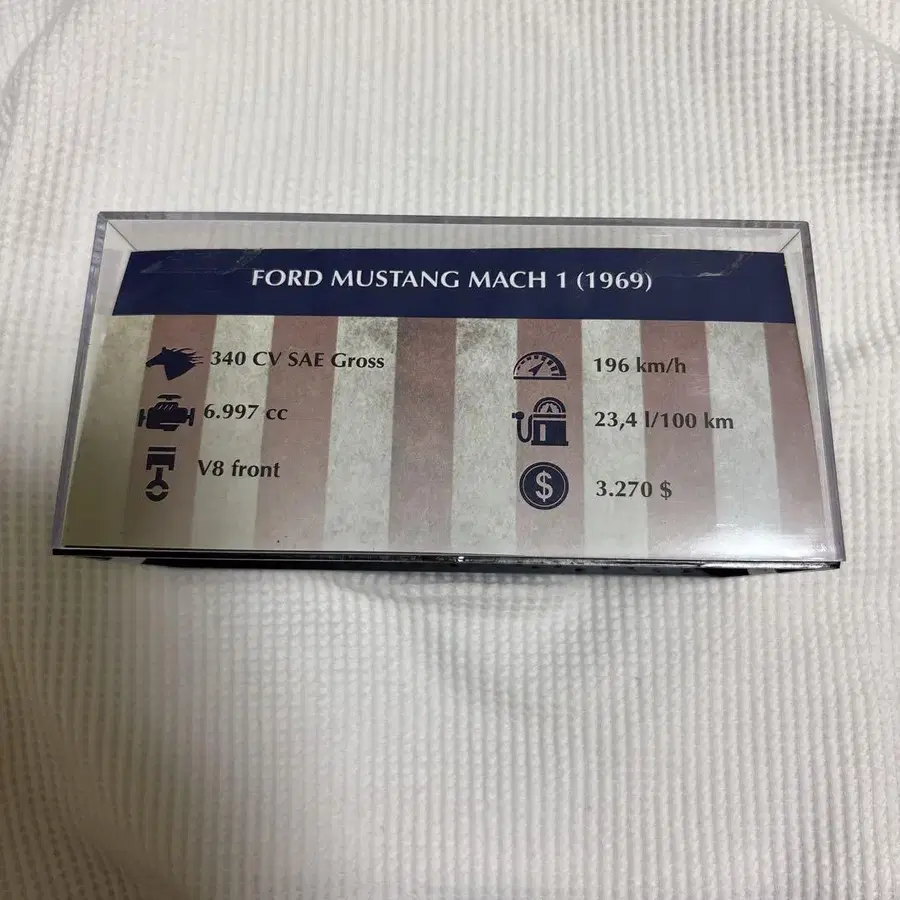 FORD MUSTANG MACH 1 (1969)
340 CV SAE Gross
6.997 cc
V8 front
196 km/h
23,4 l/100 km
3.270 $